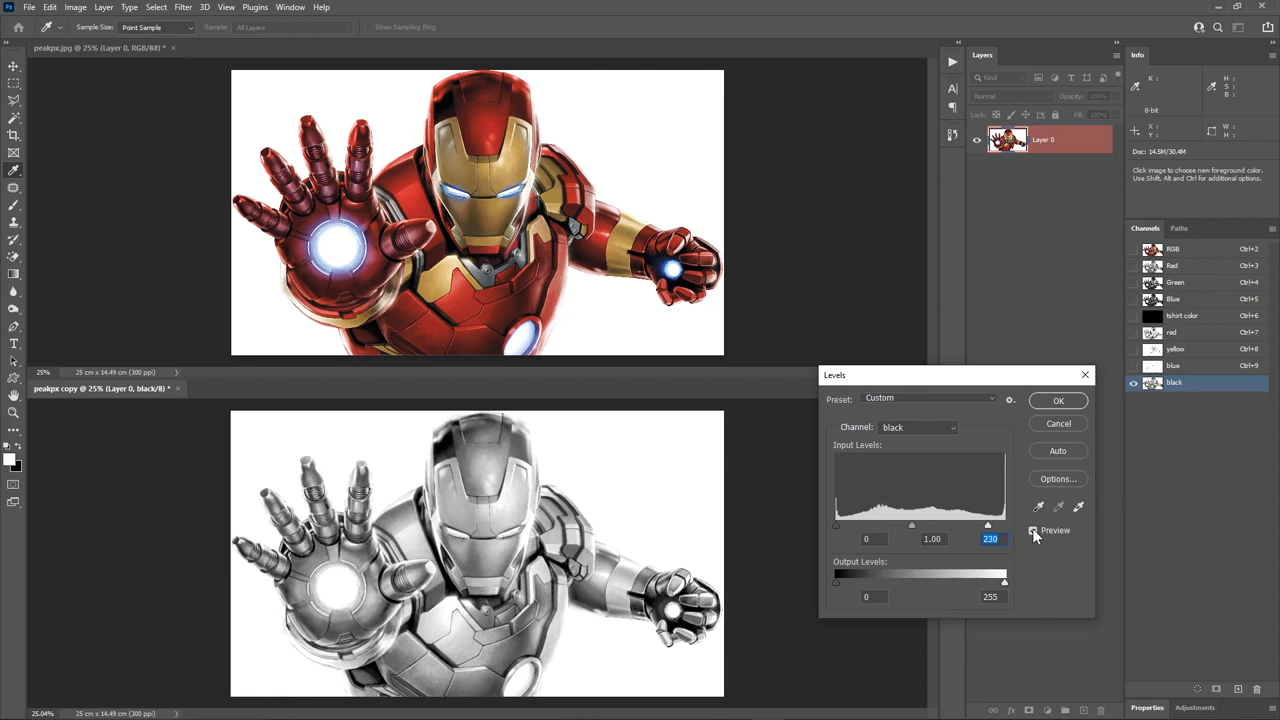 Ps File Edit Image Layer Type Select Filter 3D View Plugins Window Help
Sample Size: Point Sample Sample: All Layers Show Sampling Ring
peakpx.jpg @ 25% (Layer 0, RGB/8#) * ×
25% 25 cm x 14.49 cm (300 ppi)
peakpx copy @ 25% (Layer 0, black/8) * ×
25.04% 25 cm x 14.49 cm (300 ppi)
Levels
Preset: Custom
OK
Channel: black
Cancel
Input Levels:
Auto
Options...
0 1.00 230
Preview
Output Levels:
0 255
Layers
Kind
Normal Opacity: 100%
Lock: Fill: 100%
Layer 0
Info
K : H :
S :
B :
8-bit
X : W :
Y : H :
Doc: 14.5M/30.4M
Click image to choose new foreground color.
Use Shift, Alt and Ctrl for additional options.
Channels Paths
RGB Ctrl+2
Red Ctrl+3
Green Ctrl+4
Blue Ctrl+5
tshirt color Ctrl+6
red Ctrl+7
yellow Ctrl+8
blue Ctrl+9
black
fx
Properties Adjustments